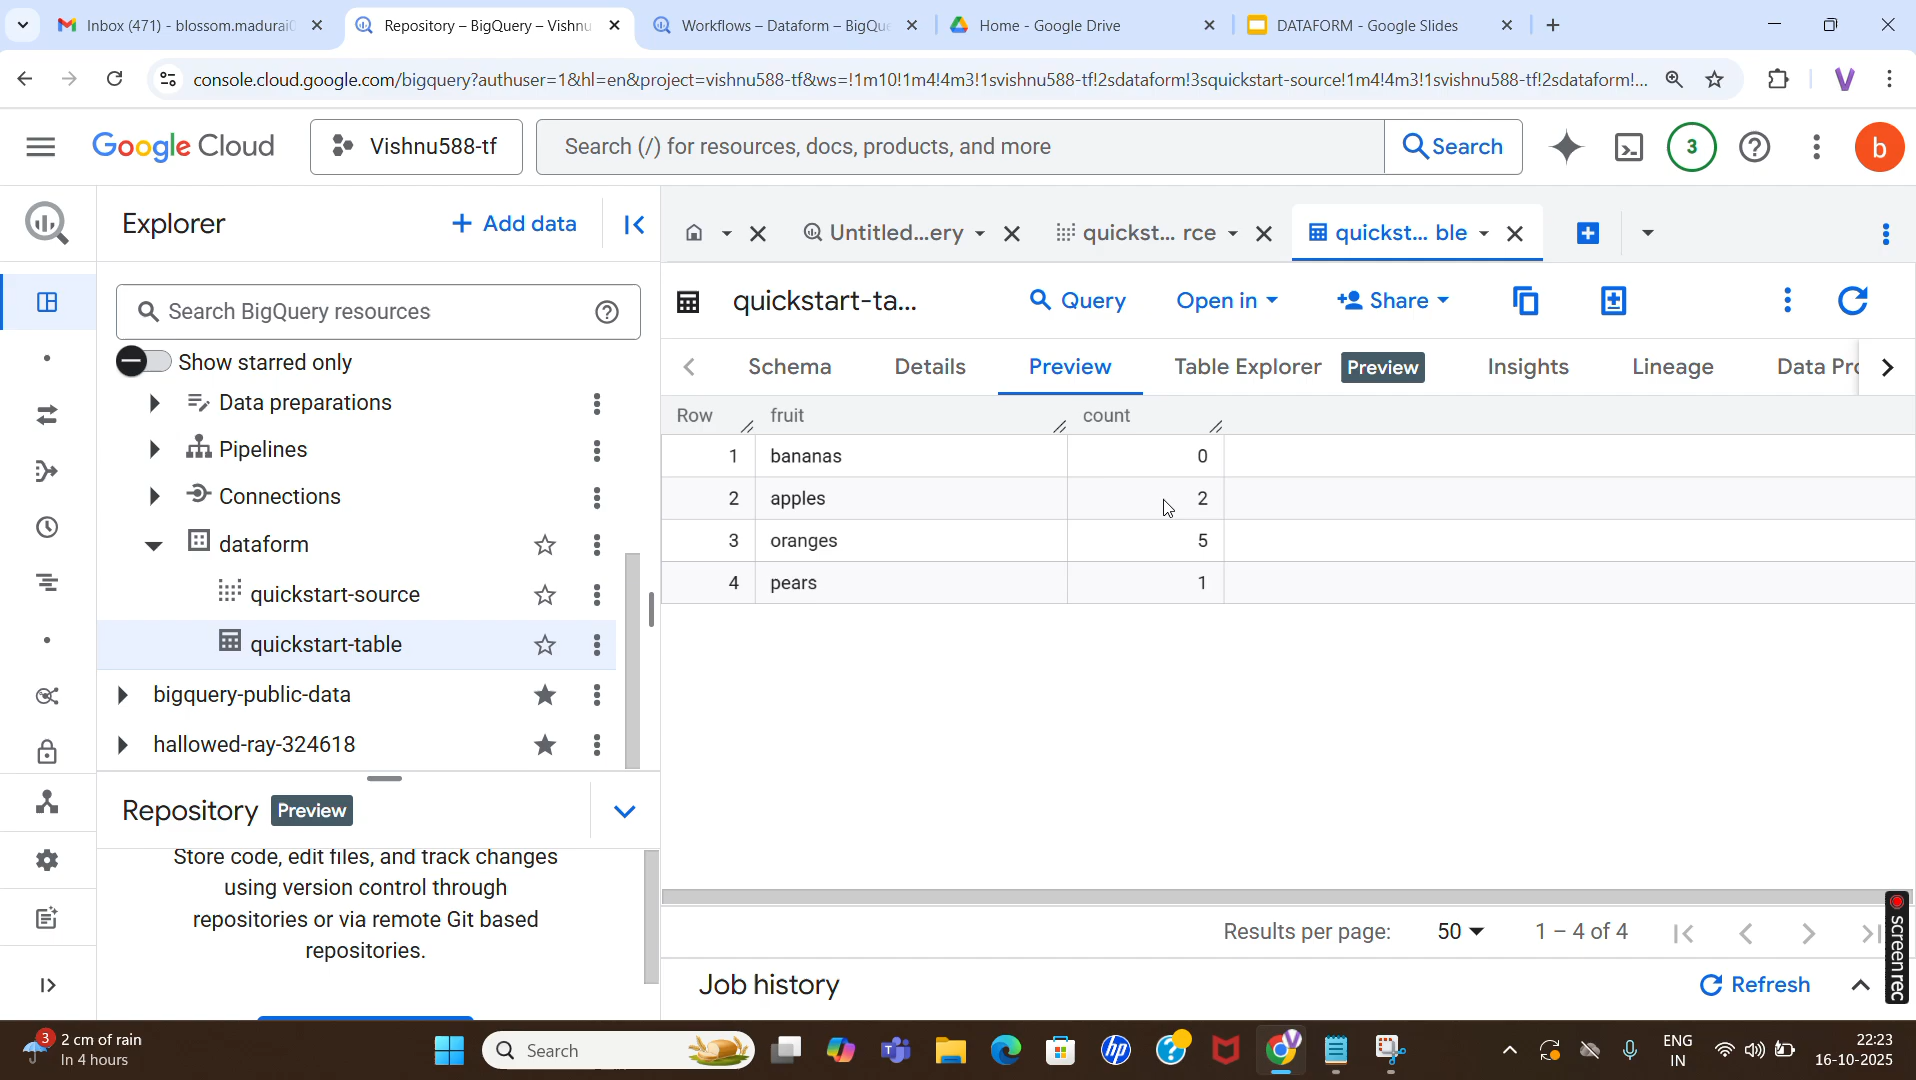 Inbox (471) - blossom.madurai
Repository – BigQuery – Vishnu
Workflows – Dataform – BigQu
Home - Google Drive
DATAFORM - Google Slides
console.cloud.google.com/bigquery?authuser=1&hl=en&project=vishnu588-tf&ws=!1m10!1m4!4m3!1svishnu588-tf!2sdataform!3squickstart-source!1m4!4m3!1svishnu588-tf!2sdataform!...
Google Cloud
Vishnu588-tf
Search (/) for resources, docs, products, and more
Search
3
b
Explorer
+ Add data
Untitled...ery
quickst... rce
quickst... ble
Search BigQuery resources
quickstart-ta...
Query
Open in
Share
Show starred only
Schema
Details
Preview
Table Explorer
Preview
Insights
Lineage
Data Pro
Data preparations
Pipelines
Connections
dataform
quickstart-source
quickstart-table
bigquery-public-data
hallowed-ray-324618
Row fruit count
1 bananas 0
2 apples 2
3 oranges 5
4 pears 1
Repository Preview
Store code, edit files, and track changes
using version control through
repositories or via remote Git based
repositories.
Results per page: 50 1 – 4 of 4
Job history
Refresh
screenrec
3
2 cm of rain
In 4 hours
Search
ENG
IN
22:23
16-10-2025